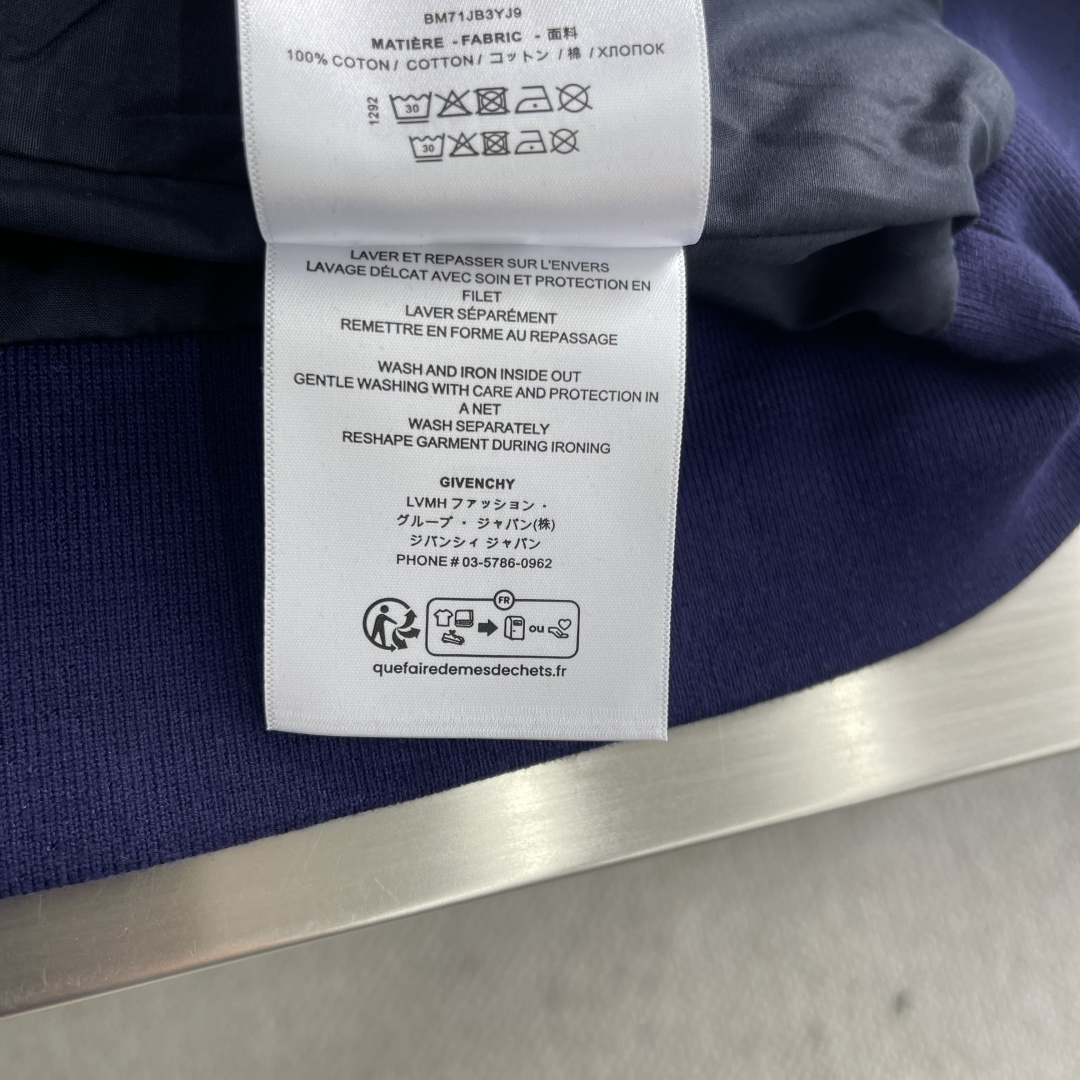 BM71JB3YJ9
MATIÈRE - FABRIC - 面料
100% COTON / COTTON / コットン / 棉 / ХЛОПОК
1292
30
30
LAVER ET REPASSER SUR L'ENVERS
LAVAGE DÉLCAT AVEC SOIN ET PROTECTION EN
FILET
LAVER SÉPARÉMENT
REMETTRE EN FORME AU REPASSAGE
WASH AND IRON INSIDE OUT
GENTLE WASHING WITH CARE AND PROTECTION IN
A NET
WASH SEPARATELY
RESHAPE GARMENT DURING IRONING
GIVENCHY
LVMH ファッション ・
グループ ・ ジャパン(株)
ジバンシィ ジャパン
PHONE # 03-5786-0962
FR
ou
quefairedemesdechets.fr